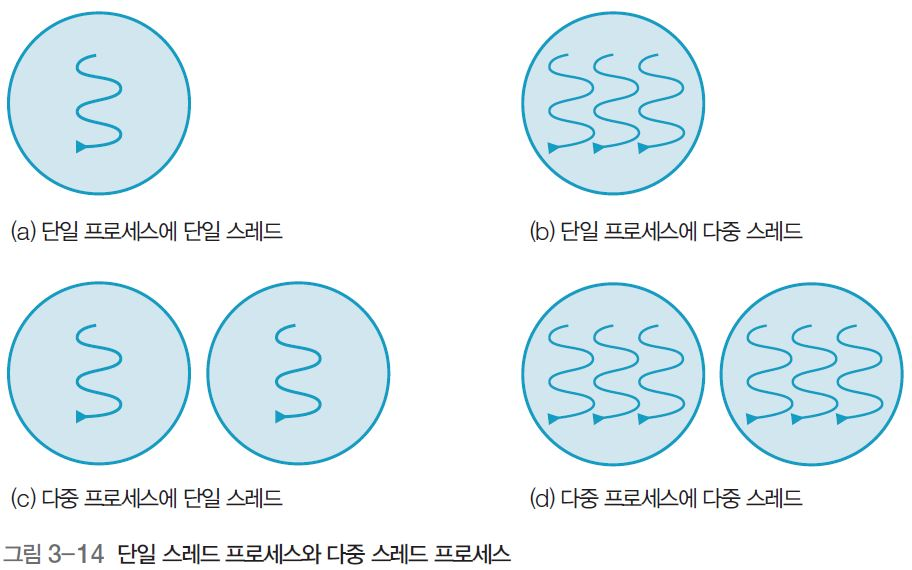 (a) 단일 프로세스에 단일 스레드
(b) 단일 프로세스에 다중 스레드
(c) 다중 프로세스에 단일 스레드
(d) 다중 프로세스에 다중 스레드
그림 3-14 단일 스레드 프로세스와 다중 스레드 프로세스